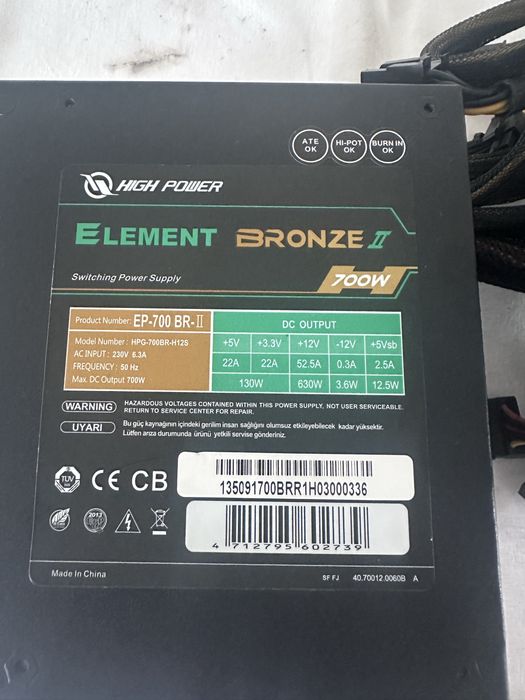 ATE
OK
HI-POT
OK
BURN IN
OK
HIGH POWER
ELEMENT BRONZE II
Switching Power Supply
700W
Product Number: EP-700 BR-II
Model Number : HPG-700BR-H12S
AC INPUT : 230V 6.3A
FREQUENCY : 50 Hz
Max. DC Output 700W
DC OUTPUT
+5V +3.3V +12V -12V +5Vsb
22A 22A 52.5A 0.3A 2.5A
130W 630W 3.6W 12.5W
WARNING
HAZARDOUS VOLTAGES CONTAINED WITHIN THIS POWER SUPPLY, NOT USER SERVICEABLE.
RETURN TO SERVICE CENTER FOR REPAIR.
UYARI
Bu güç kaynağının içindeki gerilim insan sağlığını olumsuz etkileyebilecek kadar yüksektir.
Lütfen arıza durumunda ürünü yetkili servise gönderiniz.
TUV
CE CB
135091700BRR1H03000336
2013
4 712795 602739
Made In China
SF FJ 40.70012.0060B A